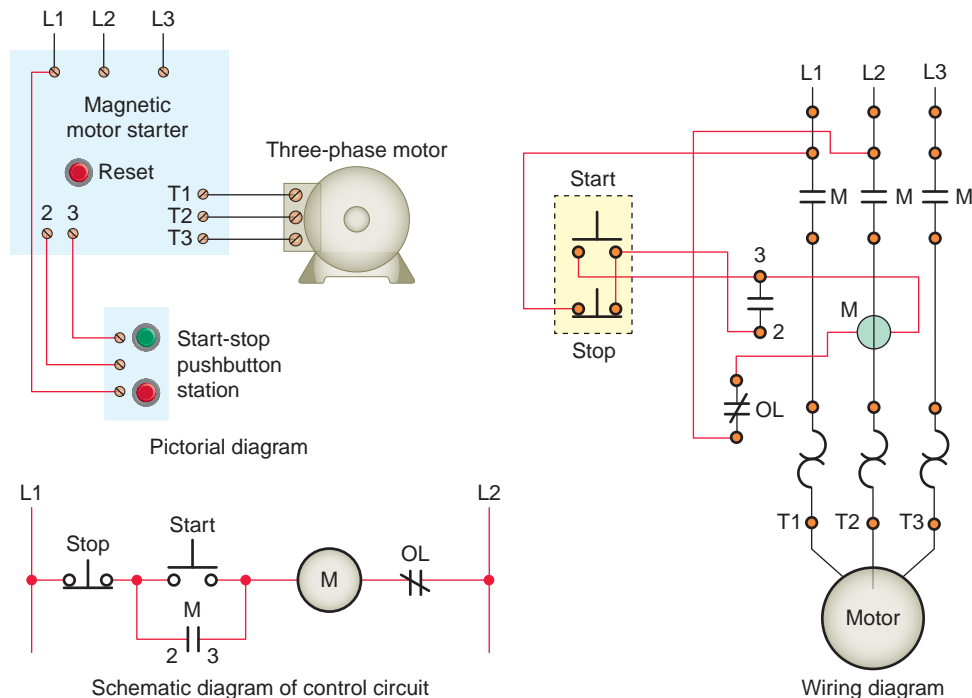 L1 L2 L3
Magnetic
motor starter
Reset
2 3
T1
T2
T3
Three-phase motor
Start-stop
pushbutton
station
Pictorial diagram
L1 L2
Stop
Start
M
OL
M
2 3
Schematic diagram of control circuit
L1 L2 L3
M M M
Start
Stop
3
2
M
OL
T1 T2 T3
Motor
Wiring diagram